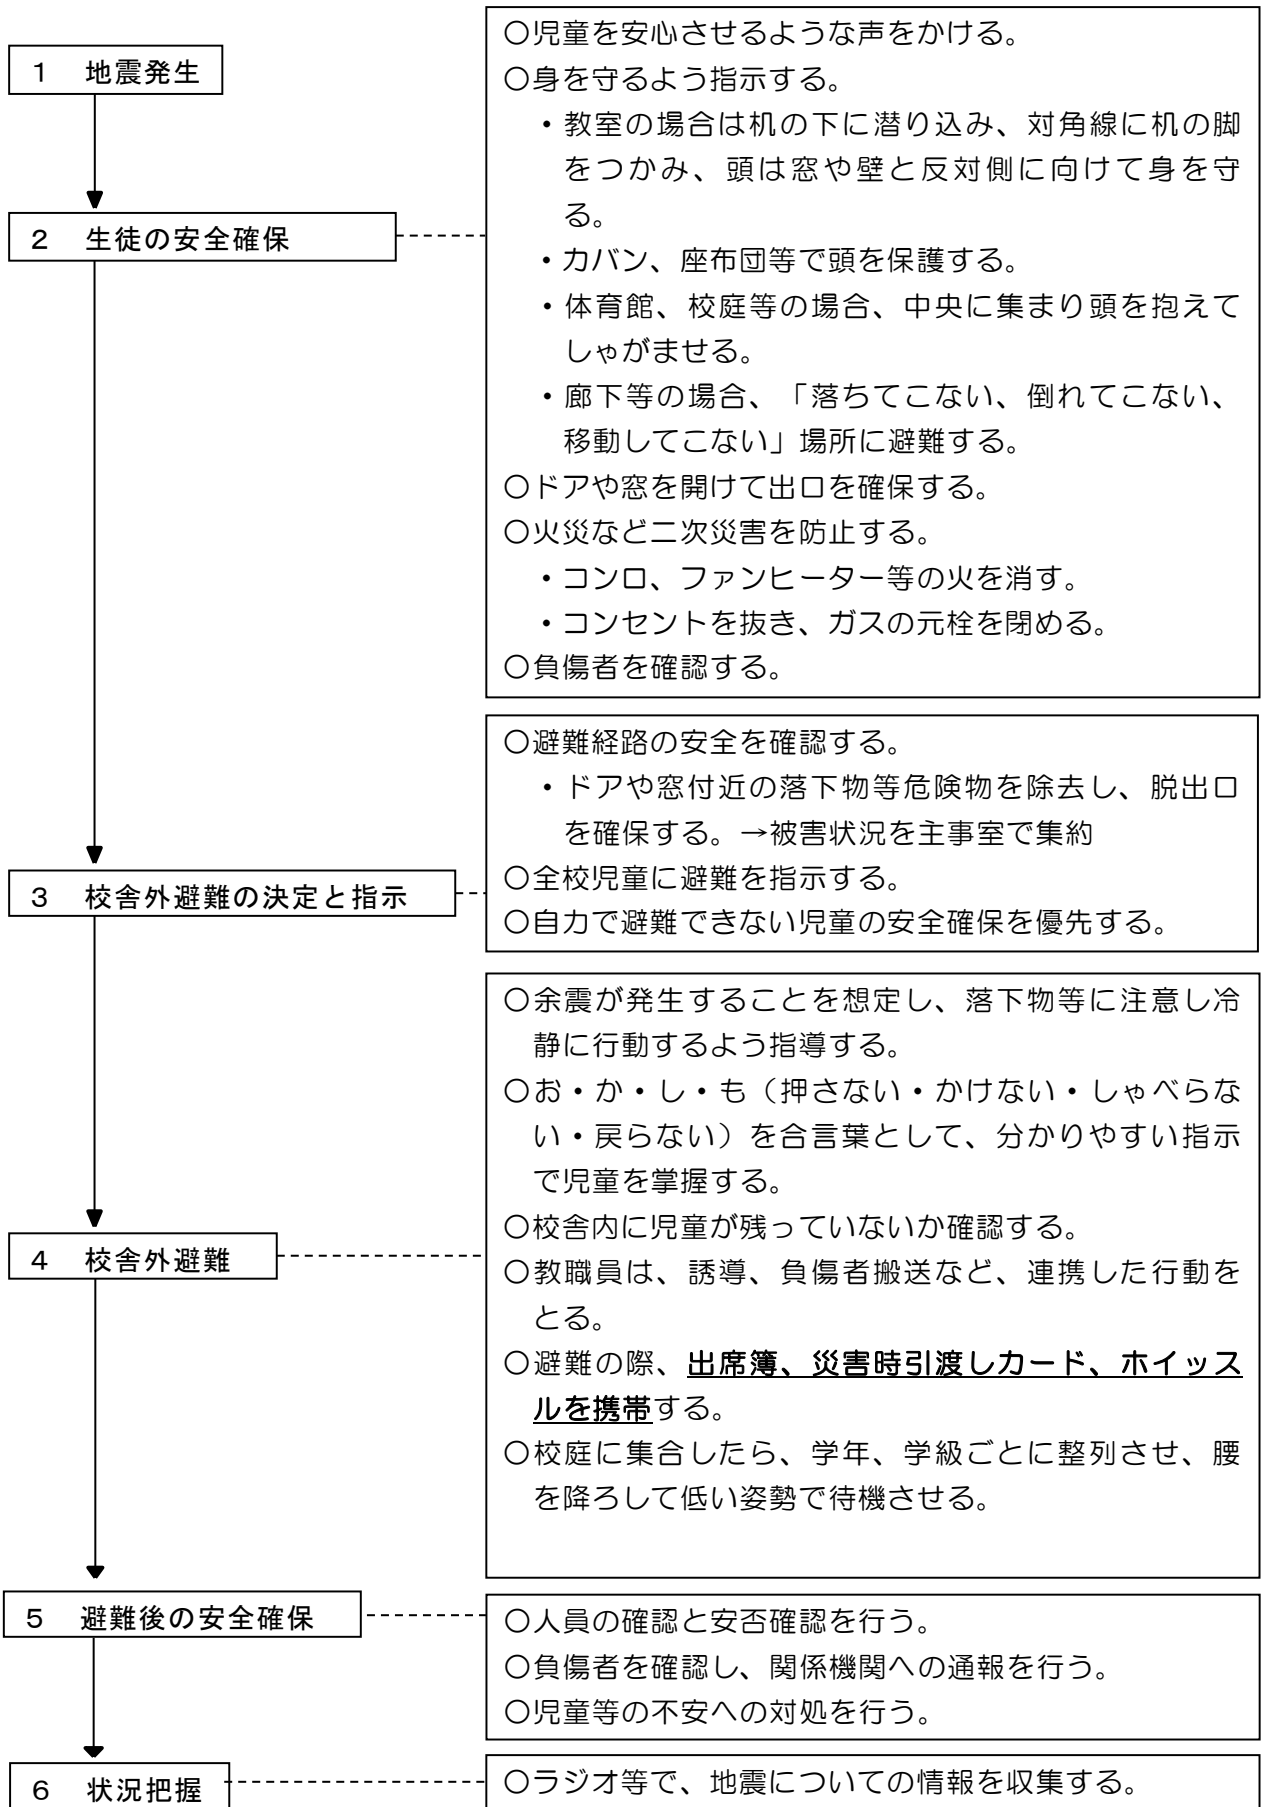 1 地震発生
○児童を安心させるような声をかける。
○身を守るよう指示する。
・教室の場合は机の下に潜り込み、対角線に机の脚
をつかみ、頭は窓や壁と反対側に向けて身を守
る。
2 生徒の安全確保
・カバン、座布団等で頭を保護する。
・体育館、校庭等の場合、中央に集まり頭を抱えて
しゃがませる。
・廊下等の場合、「落ちてこない、倒れてこない、
移動してこない」場所に避難する。
○ドアや窓を開けて出口を確保する。
○火災など二次災害を防止する。
・コンロ、ファンヒーター等の火を消す。
・コンセントを抜き、ガスの元栓を閉める。
○負傷者を確認する。
3 校舎外避難の決定と指示
○避難経路の安全を確認する。
・ドアや窓付近の落下物等危険物を除去し、脱出口
を確保する。→被害状況を主事室で集約
○全校児童に避難を指示する。
○自力で避難できない児童の安全確保を優先する。
4 校舎外避難
○余震が発生することを想定し、落下物等に注意し冷
静に行動するよう指導する。
○お・か・し・も（押さない・かけない・しゃべらな
い・戻らない）を合言葉として、分かりやすい指示
で児童を掌握する。
○校舎内に児童が残っていないか確認する。
○教職員は、誘導、負傷者搬送など、連携した行動を
とる。
○避難の際、出席簿、災害時引渡しカード、ホイッス
ルを携帯する。
○校庭に集合したら、学年、学級ごとに整列させ、腰
を降ろして低い姿勢で待機させる。
5 避難後の安全確保
○人員の確認と安否確認を行う。
○負傷者を確認し、関係機関への通報を行う。
○児童等の不安への対処を行う。
6 状況把握
○ラジオ等で、地震についての情報を収集する。